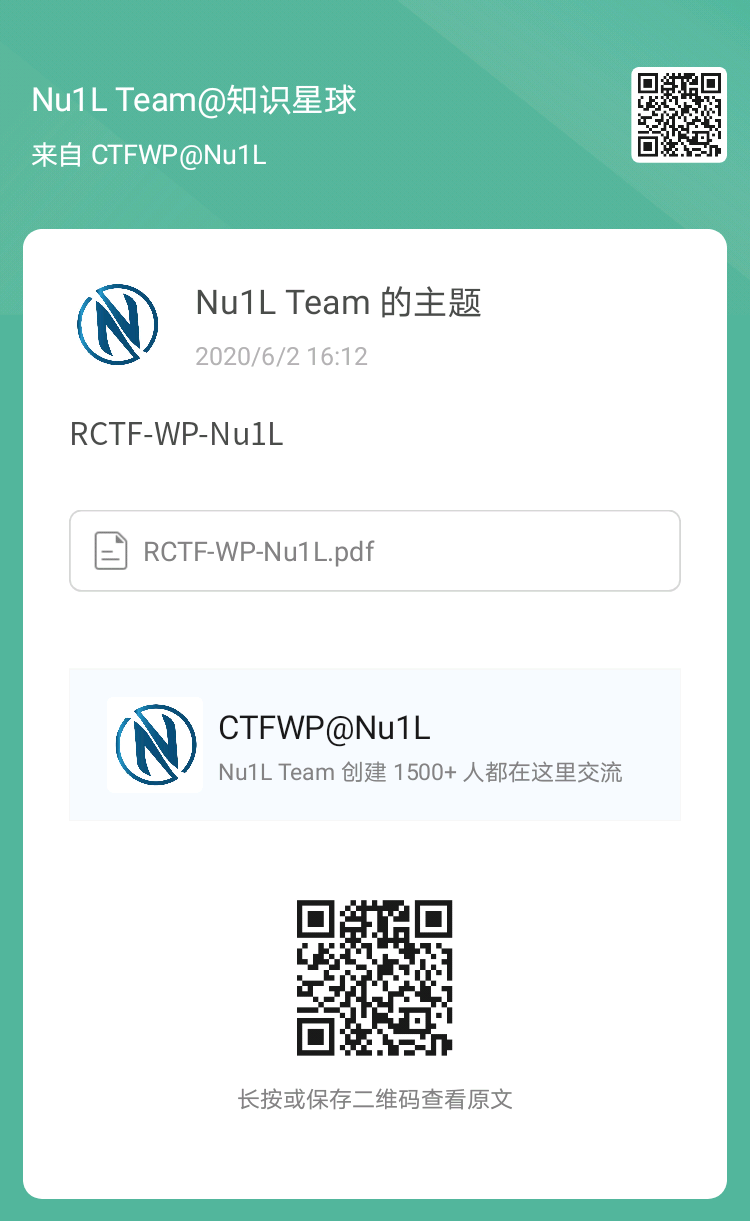 Nu1L Team@知识星球
来自 CTFWP@Nu1L
Nu1L Team 的主题
2020/6/2 16:12
RCTF-WP-Nu1L
RCTF-WP-Nu1L.pdf
CTFWP@Nu1L
Nu1L Team 创建 1500+ 人都在这里交流
长按或保存二维码查看原文